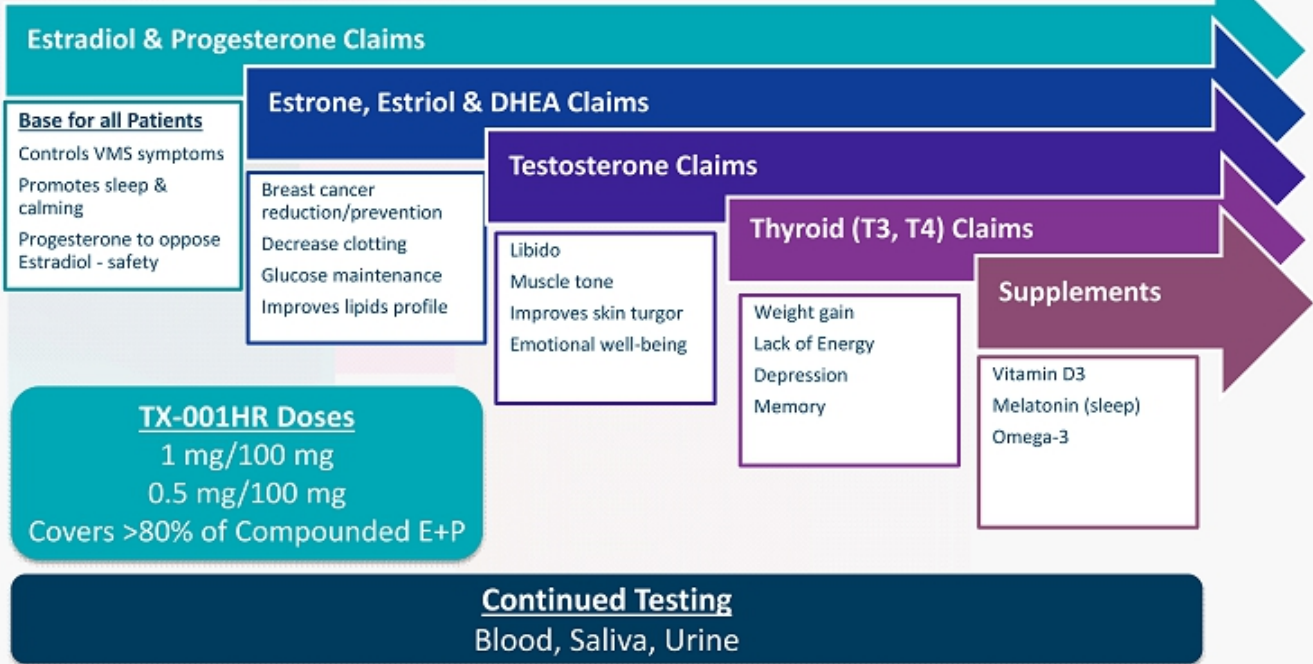 Estradiol & Progesterone Claims
Base for all Patients
Controls VMS symptoms
Promotes sleep &
calming
Progesterone to oppose
Estradiol - safety
Estrone, Estriol & DHEA Claims
Breast cancer
reduction/prevention
Decrease clotting
Glucose maintenance
Improves lipids profile
Testosterone Claims
Libido
Muscle tone
Improves skin turgor
Emotional well-being
Thyroid (T3, T4) Claims
Weight gain
Lack of Energy
Depression
Memory
Supplements
Vitamin D3
Melatonin (sleep)
Omega-3
TX-001HR Doses
1 mg/100 mg
0.5 mg/100 mg
Covers >80% of Compounded E+P
Continued Testing
Blood, Saliva, Urine